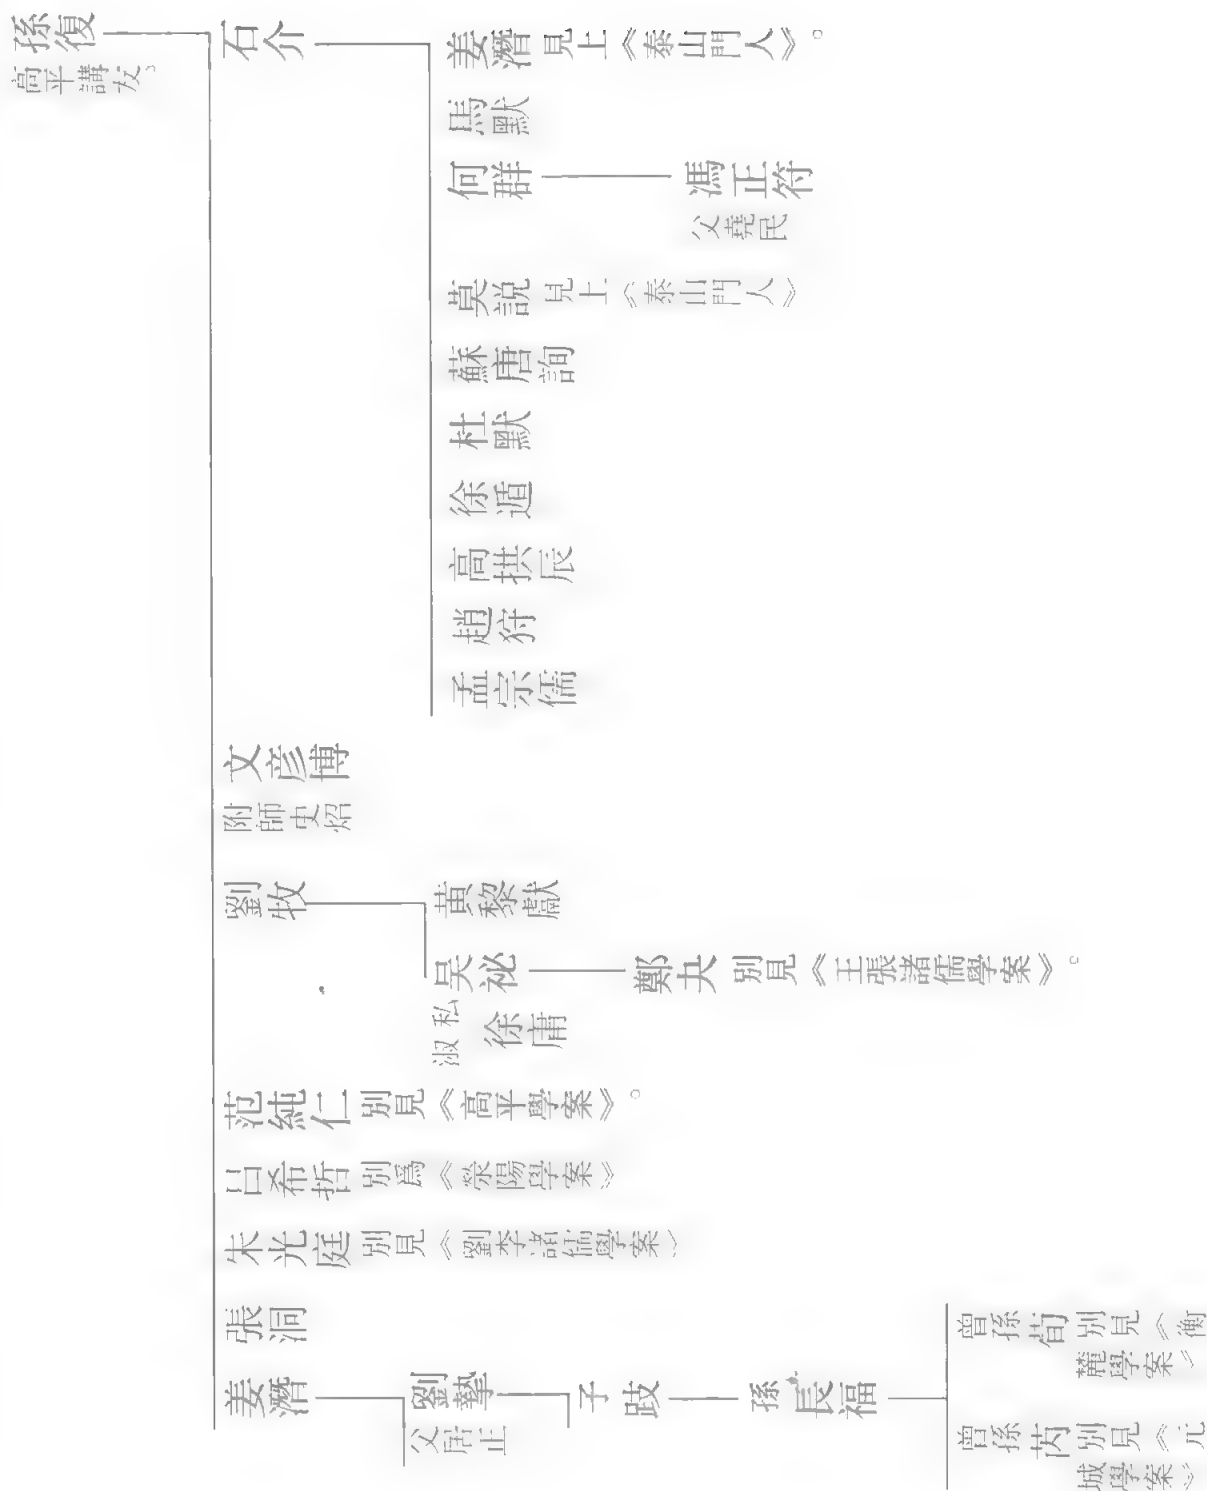 孫復
高平講友。
石介
姜潛 見上《泰山門人》。
馬默
何群
馮正符
父堯民
莫説 見上《泰山門人》
蘇唐詢
杜默
徐遁
高拱辰
趙狩
孟宗儒
文彥博
附師史炤
劉牧
黃黎獻
吳祕
鄭夬 別見《王張諸儒學案》。
私淑 徐庸
范純仁 別見《高平學案》。
呂希哲 別爲《滎陽學案》
朱光庭 別見《劉李諸儒學案》
張洞
姜潛
劉摯
父居正
子跂
孫長福
曾孫荀 別見《衡
麓學案》
曾孫芮 別見《元
城學案》